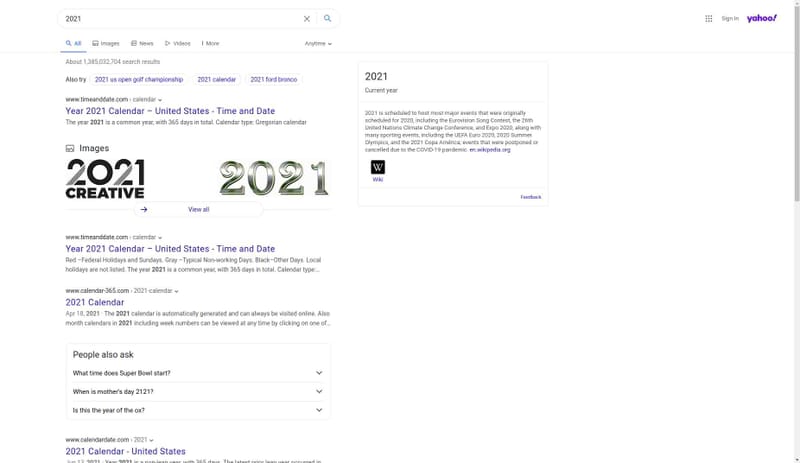 2021
Sign In
yahoo!
All
Images
News
Videos
More
Anytime
About 1,385,032,704 search results
Also try
2021 us open golf championship
2021 calendar
2021 ford bronco
www.timeanddate.com › calendar
Year 2021 Calendar – United States - Time and Date
The year 2021 is a common year, with 365 days in total. Calendar type: Gregorian calendar
Images
2021
CREATIVE
2021
View all
www.timeanddate.com › calendar
Year 2021 Calendar – United States - Time and Date
Red –Federal Holidays and Sundays. Gray –Typical Non-working Days. Black–Other Days. Local
holidays are not listed. The year 2021 is a common year, with 365 days in total. Calendar type:...
www.calendar-365.com › 2021-calendar
2021 Calendar
Apr 18, 2021 · The 2021 calendar is automatically generated and can always be visited online. Also
month calendars in 2021 including week numbers can be viewed at any time by clicking on one of...
People also ask
What time does Super Bowl start?
When is mother's day 2121?
Is this the year of the ox?
www.calendardate.com › 2021
2021 Calendar - United States
2021
Current year
2021 is scheduled to host most major events that were originally
scheduled for 2020, including the Eurovision Song Contest, the 26th
United Nations Climate Change Conference, and Expo 2020, along with
many sporting events, including the UEFA Euro 2020, 2020 Summer
Olympics, and the 2021 Copa América; events that were postponed or
cancelled due to the COVID-19 pandemic. en.wikipedia.org
W
Wiki
Feedback